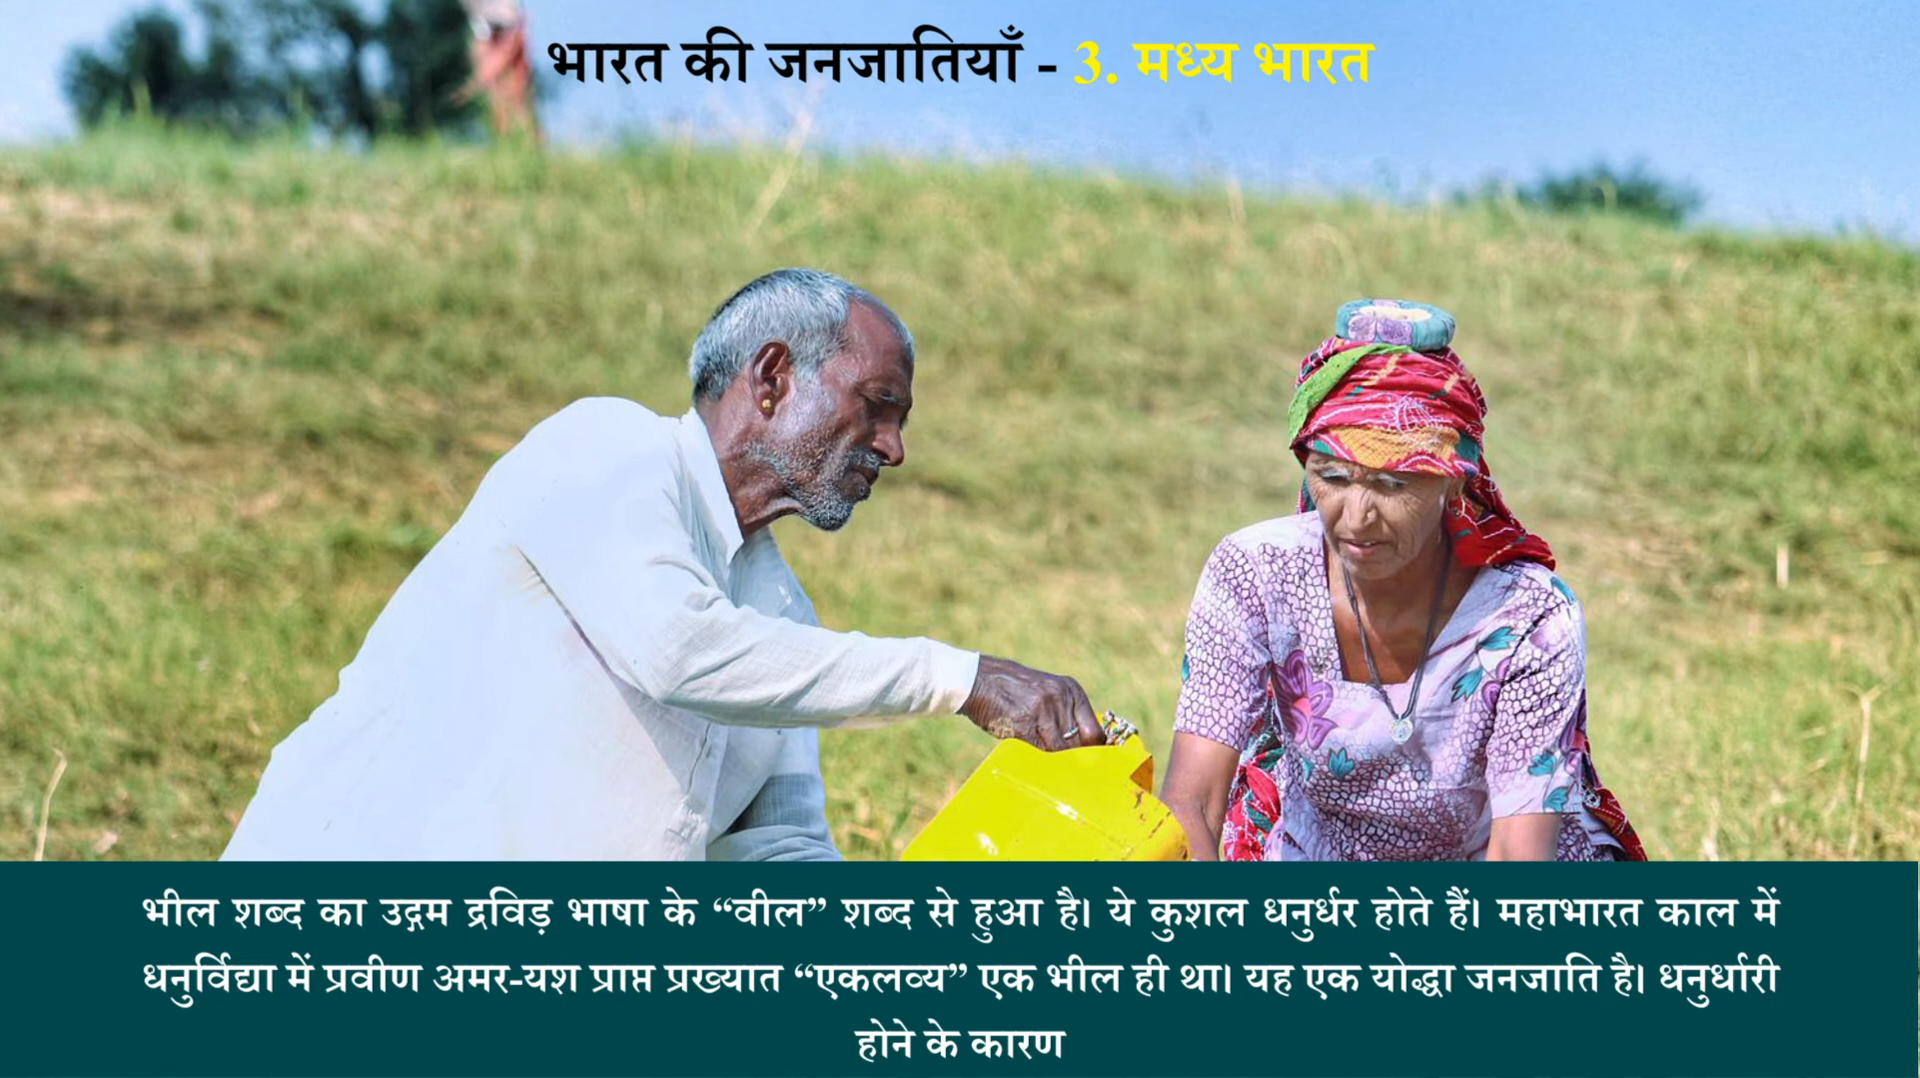 भारत की जनजातियाँ - 3. मध्य भारत
भील शब्द का उद्गम द्रविड़ भाषा के “वील” शब्द से हुआ है। ये कुशल धनुर्धर होते हैं। महाभारत काल में
धनुर्विद्या में प्रवीण अमर-यश प्राप्त प्रख्यात “एकलव्य” एक भील ही था। यह एक योद्धा जनजाति है। धनुर्धारी
होने के कारण